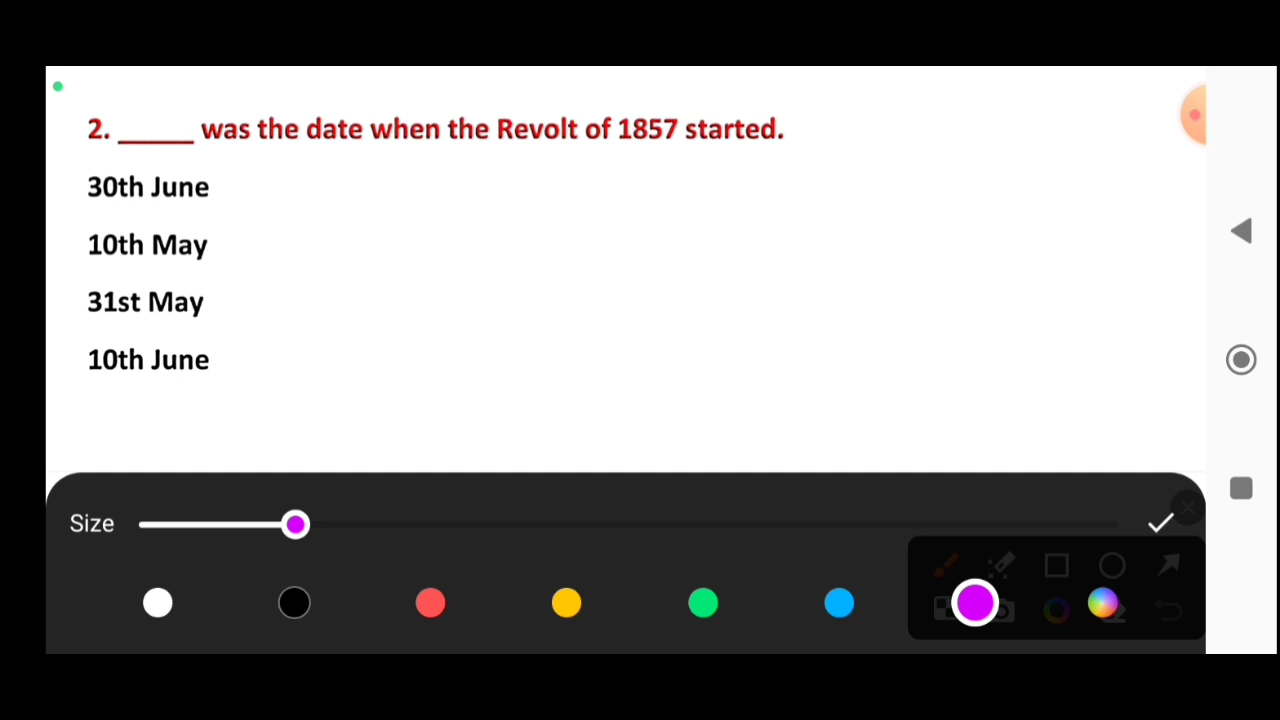 2. _____ was the date when the Revolt of 1857 started.
30th June
10th May
31st May
10th June
Size